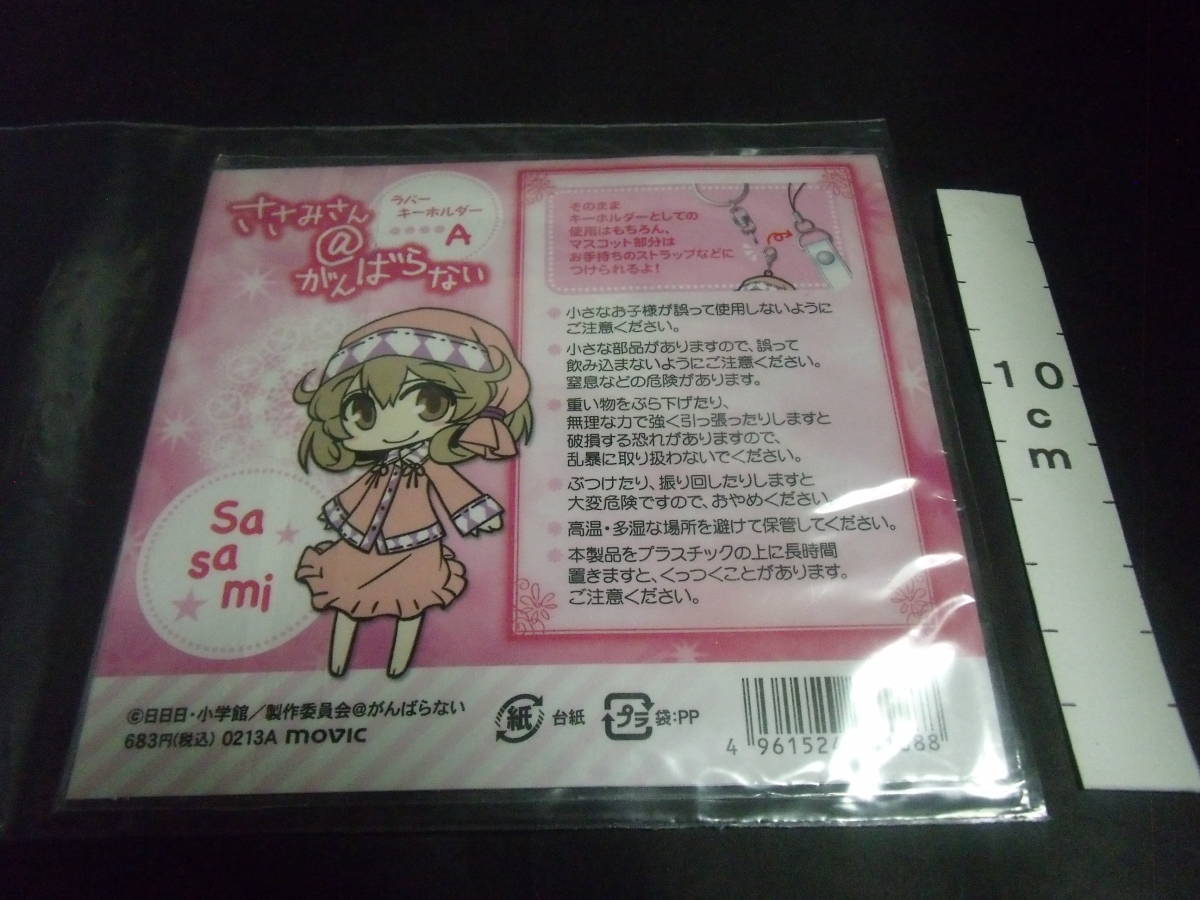 ささみさん
@
がんばらない
ラバー
キーホルダー
A
そのまま
キーホルダーとしての
使用はもちろん、
マスコット部分は
お手持ちのストラップなどに
つけられるよ!
小さなお子様が誤って使用しないように
ご注意ください。
小さな部品がありますので、誤って
飲み込まないようにご注意ください。
窒息などの危険があります。
重い物をぶら下げたり、
無理な力で強く引っ張ったりしますと
破損する恐れがありますので、
乱暴に取り扱わないでください。
ぶつけたり、振り回したりしますと
大変危険ですので、おやめください。
高温・多湿な場所を避けて保管してください。
本製品をプラスチックの上に長時間
置きますと、くっつくことがあります。
ご注意ください。
Sa
sa
mi
©日日日・小学館/製作委員会@がんばらない
683円(税込) 0213A movic
紙 台紙 プラ 袋:PP
4 961524
10
cm